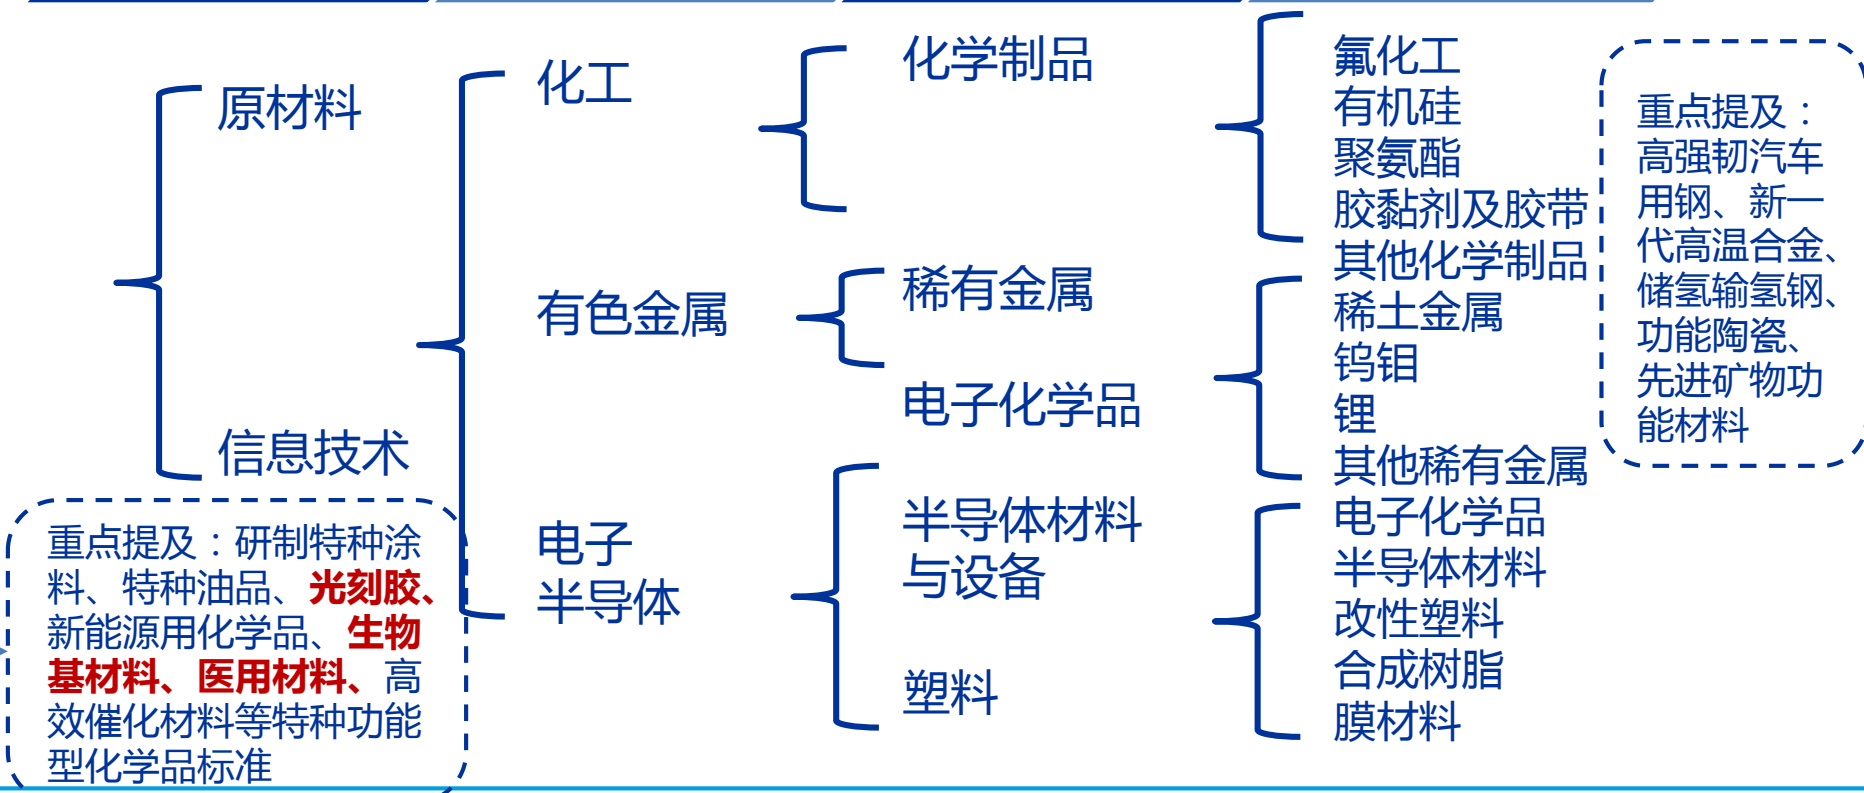 原材料
信息技术
重点提及：研制特种涂
料、特种油品、光刻胶、
新能源用化学品、生物
基材料、医用材料、高
效催化材料等特种功能
型化学品标准
化工
有色金属
电子
半导体
化学制品
稀有金属
电子化学品
半导体材料
与设备
塑料
氟化工
有机硅
聚氨酯
胶黏剂及胶带
其他化学制品
稀土金属
钨钼
锂
其他稀有金属
电子化学品
半导体材料
改性塑料
合成树脂
膜材料
重点提及：
高强韧汽车
用钢、新一
代高温合金、
储氢输氢钢、
功能陶瓷、
先进矿物功
能材料